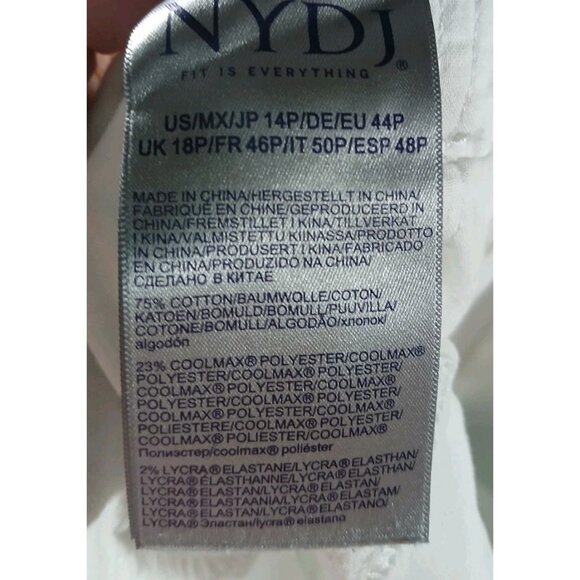 NYDJ®
FIT IS EVERYTHING
US/MX/JP 14P/DE/EU 44P
UK 18P/FR 46P/IT 50P/ESP 48P
MADE IN CHINA/HERGESTELLT IN CHINA/
FABRIQUÉ EN CHINE/GEPRODUCEERD IN
CHINA/FREMSTILLET I KINA/TILLVERKAT
I KINA/VALMISTETTU KIINASSA/PRODOTTO
IN CHINA/PRODUSERT I KINA/FABRICADO
EN CHINA/PRODUZIDO NA CHINA/
СДЕЛАНО В КИТАЕ
75% COTTON/BAUMWOLLE/COTON/
KATOEN/BOMULD/BOMULL/PUUVILLA/
COTONE/BOMULL/ALGODÃO/хлопок/
algodón
23% COOLMAX® POLYESTER/COOLMAX®
POLYESTER/COOLMAX® POLYESTER/
COOLMAX® POLYESTER/COOLMAX®
POLYESTER/COOLMAX® POLYESTER/
COOLMAX® POLYESTER/COOLMAX®
POLIESTERE/COOLMAX® POLYESTER/
COOLMAX® POLIESTER/COOLMAX®
Полиэстер/coolmax® poliéster
2% LYCRA® ELASTANE/LYCRA® ELASTHAN/
LYCRA® ÉLASTHANNE/LYCRA® ELASTHAN/
LYCRA® ELASTAN/LYCRA® ELASTAN/
LYCRA® ELASTAANIA/LYCRA® ELASTAM/
LYCRA® ELASTAN/LYCRA® ELASTANO/
LYCRA® Эластан/lycra® elastano